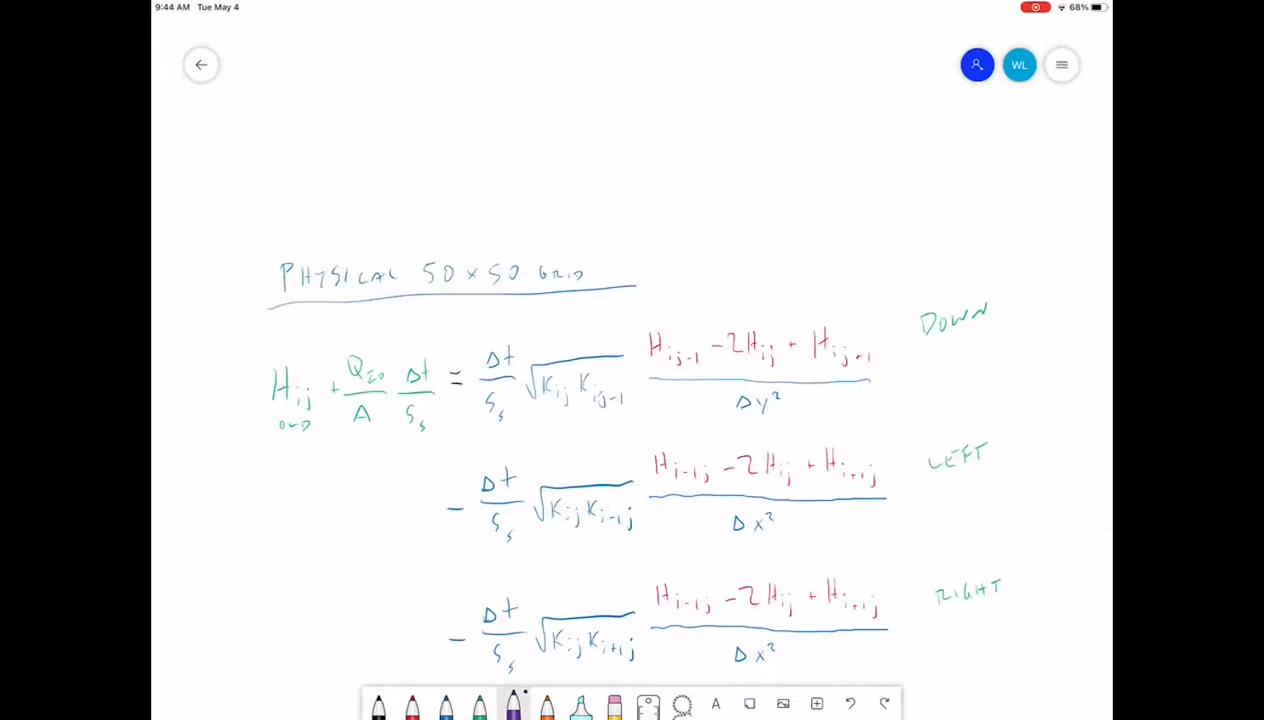 9:44 AM Tue May 4 68%
WL
PHYSICAL 50 x 50 GRID
DOWN
H_ij OLD + Q_IO/A Δt/S_s = Δt/S_s √(K_ij K_ij-1) (H_ij-1 - 2H_ij + H_ij-1)/Δy²
LEFT
- Δt/S_s √(K_ij K_i-1j) (H_i-1j - 2H_ij + H_i+1j)/Δx²
RIGHT
- Δt/S_s √(K_ij K_i+1j) (H_i-1j - 2H_ij + H_i+1j)/Δx²
A